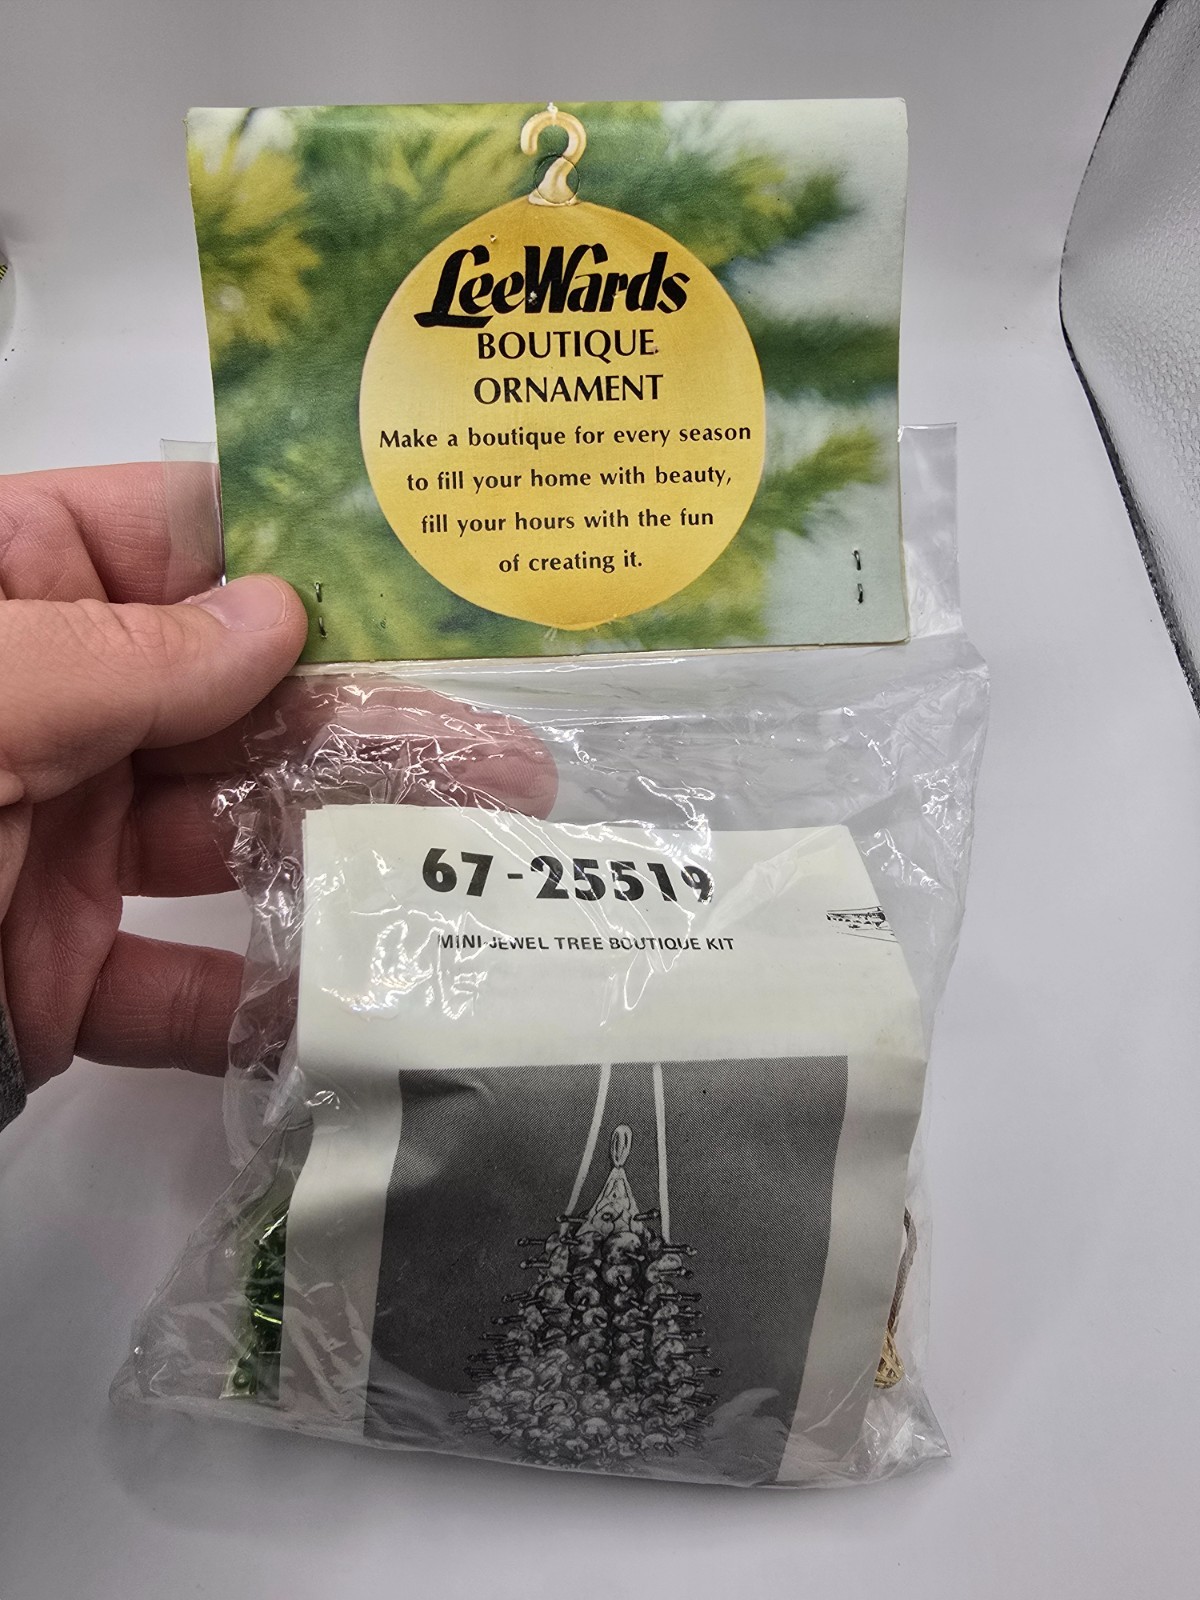 LeeWards
BOUTIQUE
ORNAMENT
Make a boutique for every season
to fill your home with beauty,
fill your hours with the fun
of creating it.
67-25519
MINI-JEWEL TREE BOUTIQUE KIT